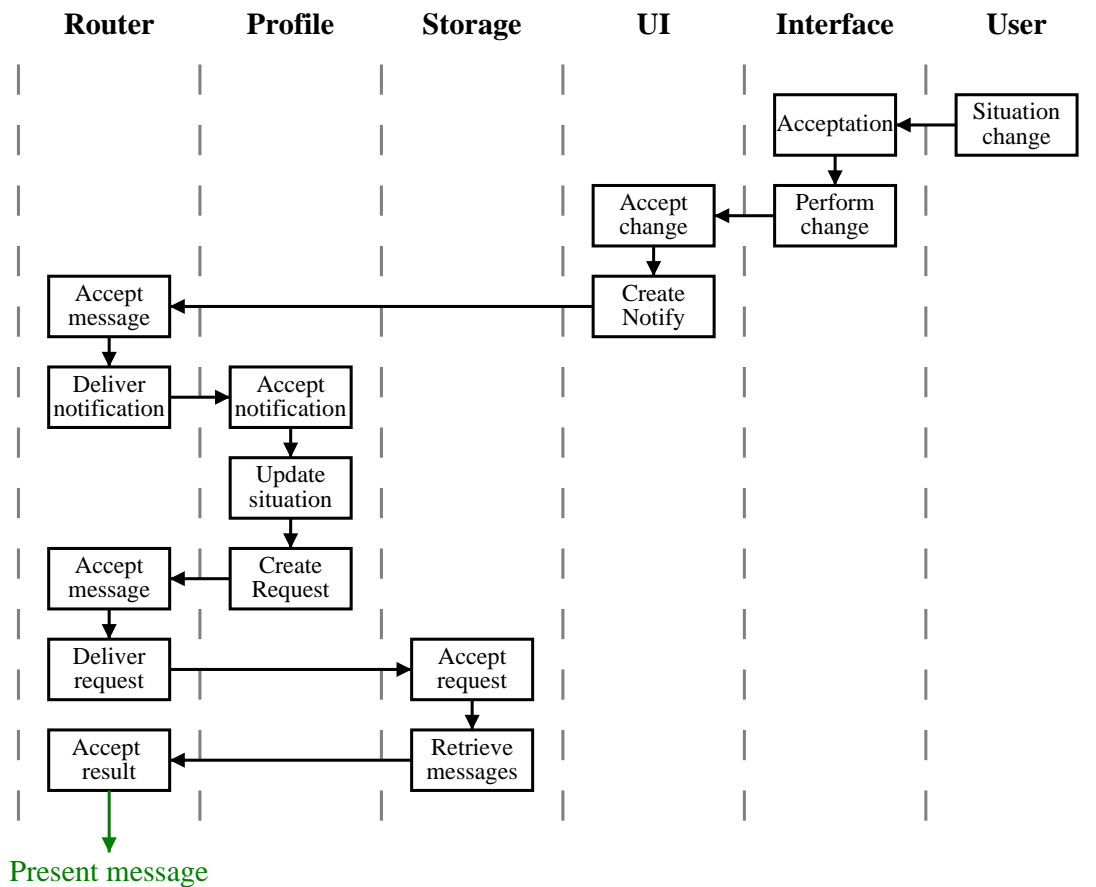 Router Profile Storage UI Interface User
Acceptation
Situation
change
Accept
change
Perform
change
Accept
message
Create
Notify
Deliver
notification
Accept
notification
Update
situation
Accept
message
Create
Request
Deliver
request
Accept
request
Accept
result
Retrieve
messages
Present message